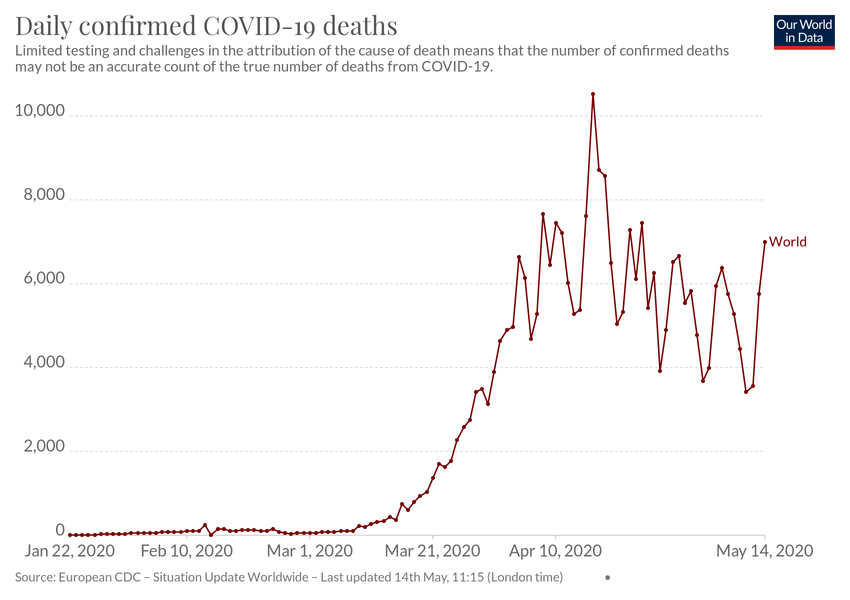 Daily confirmed COVID-19 deaths
Our World
in Data
Limited testing and challenges in the attribution of the cause of death means that the number of confirmed deaths
may not be an accurate count of the true number of deaths from COVID-19.
10,000
8,000
World
6,000
4,000
2,000
0
Jan 22, 2020 Feb 10, 2020 Mar 1, 2020 Mar 21, 2020 Apr 10, 2020 May 14, 2020
Source: European CDC – Situation Update Worldwide – Last updated 14th May, 11:15 (London time) •